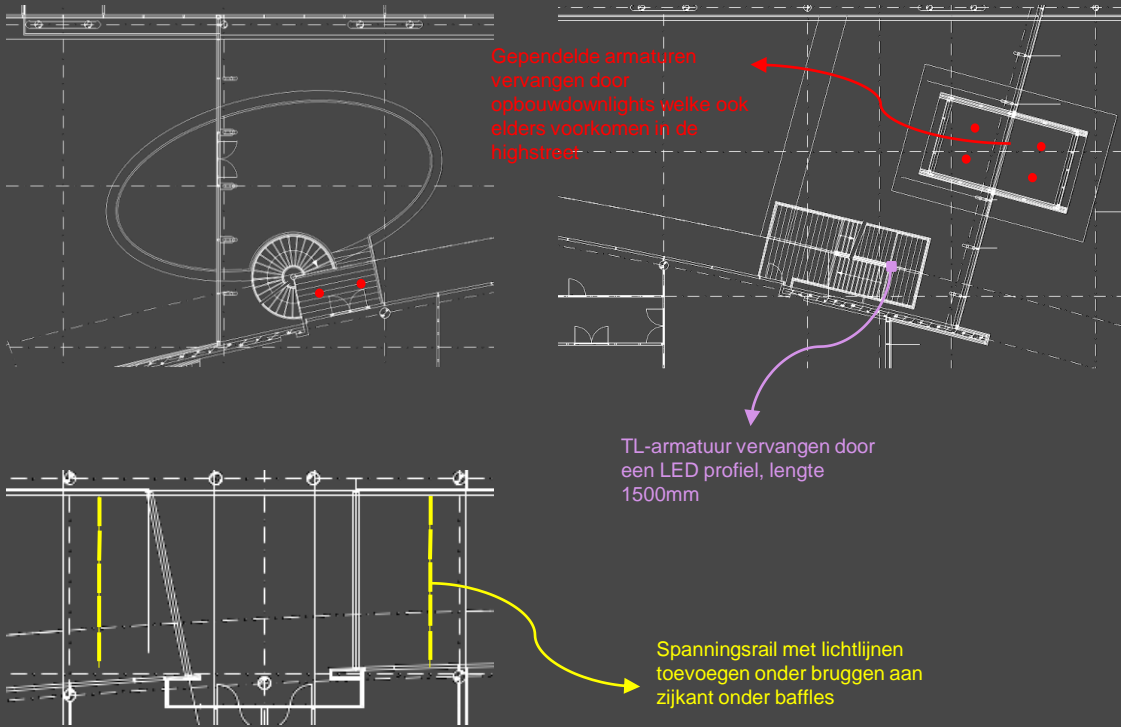 Gependelde armaturen
vervangen door
opbouwdownlights welke ook
elders voorkomen in de
highstreet
TL-armatuur vervangen door
een LED profiel, lengte
1500mm
Spanningsrail met lichtlijnen
toevoegen onder bruggen aan
zijkant onder baffles